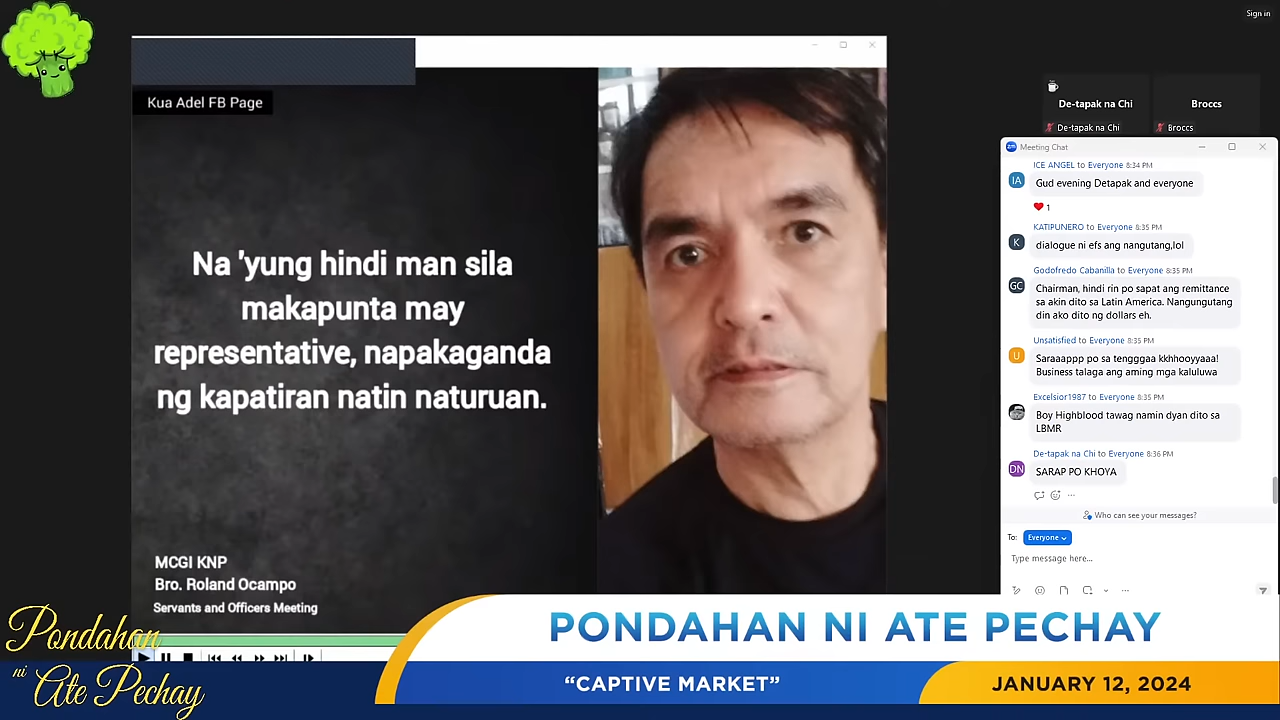 Sign in
Kua Adel FB Page
Na 'yung hindi man sila
makapunta may
representative, napakaganda
ng kapatiran natin naturuan.
MCGI KNP
Bro. Roland Ocampo
Servants and Officers Meeting
De-tapak na Chi
Broccs
De-tapak na Chi
Broccs
Meeting Chat
ICE ANGEL to Everyone 8:34 PM
IA
Gud evening Detapak and everyone
1
KATIPUNERO to Everyone 8:35 PM
K
dialogue ni efs ang nangutang,lol
Godofredo Cabanilla to Everyone 8:35 PM
GC
Chairman, hindi rin po sapat ang remittance
sa akin dito sa Latin America. Nangungutang
din ako dito ng dollars eh.
Unsatisfied to Everyone 8:35 PM
U
Saraaappp po sa tengggaa kkhhooyyaaa!
Business talaga ang aming mga kaluluwa
Excelsior1987 to Everyone 8:35 PM
Boy Highblood tawag namin dyan dito sa
LBMR
De-tapak na Chi to Everyone 8:36 PM
DN
SARAP PO KHOYA
Who can see your messages?
To: Everyone
Type message here...
Pondahan
ni
Ate Pechay
PONDAHAN NI ATE PECHAY
“CAPTIVE MARKET”
JANUARY 12, 2024